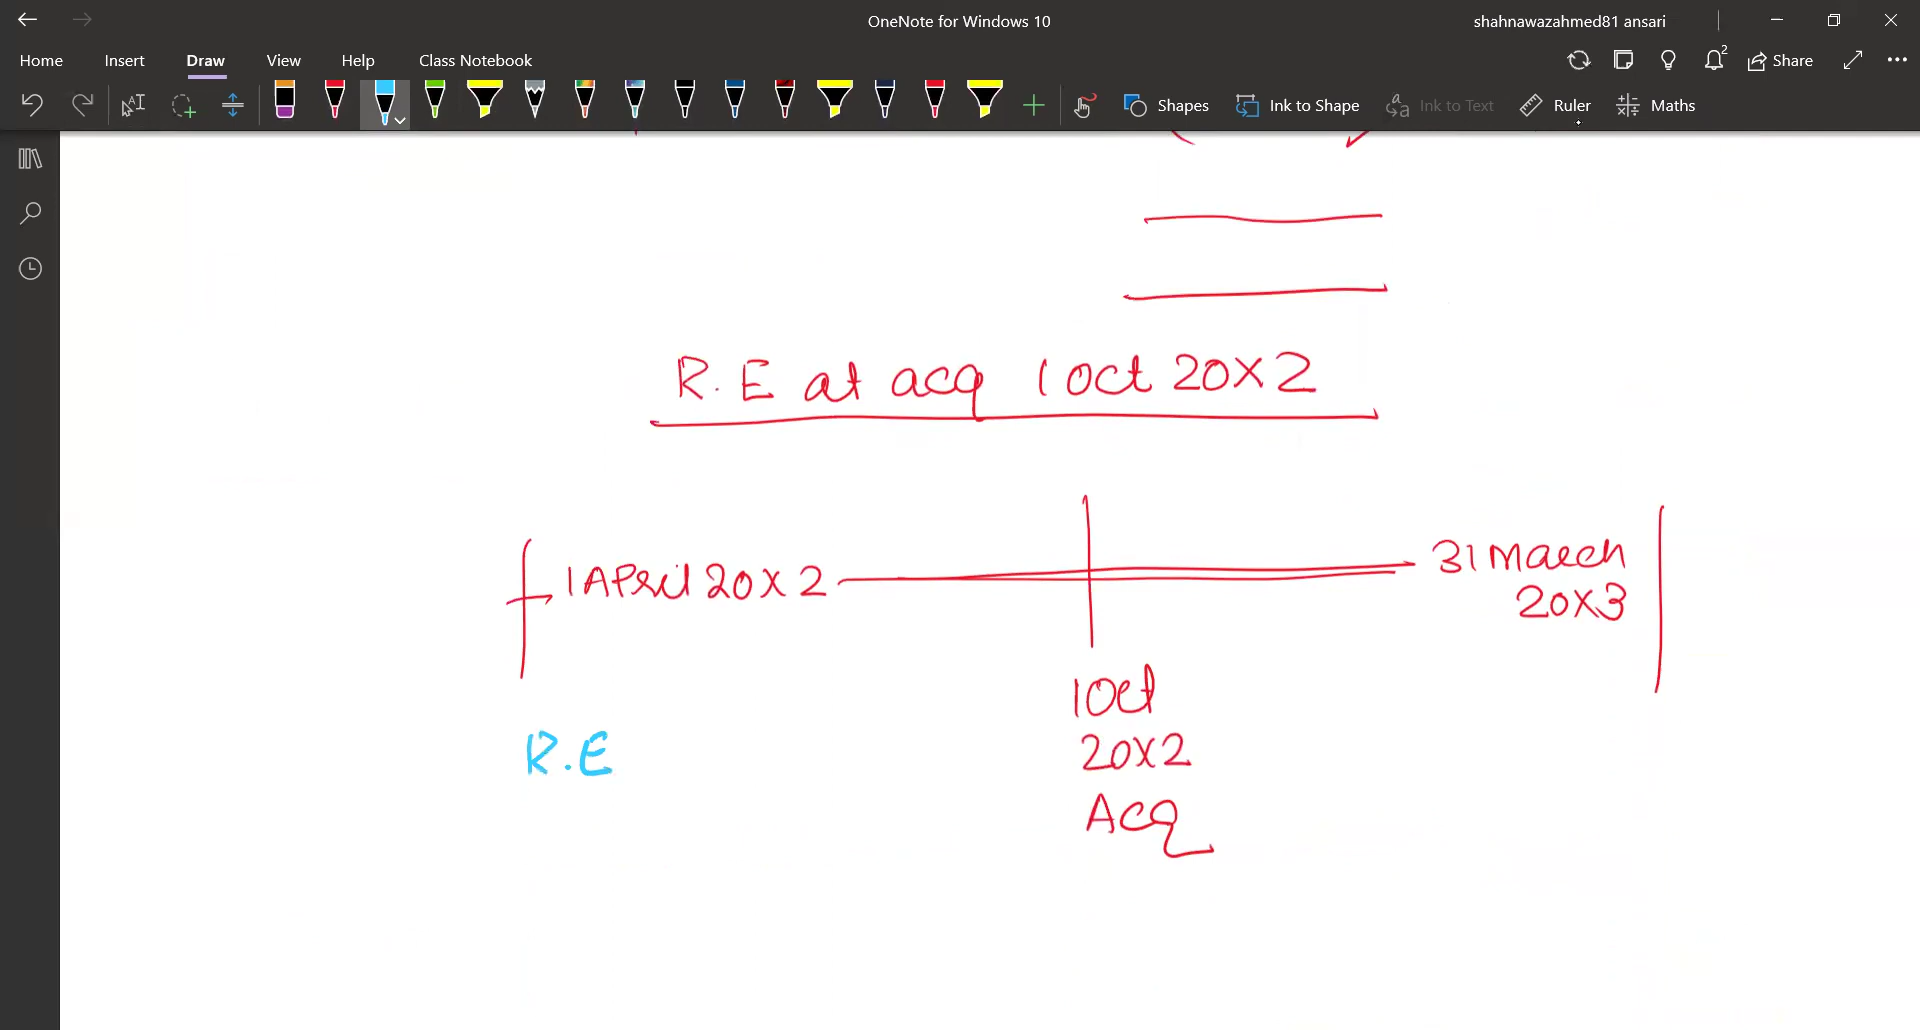 OneNote for Windows 10
shahnawazahmed81 ansari
Home Insert Draw View Help Class Notebook
2
Share
Shapes Ink to Shape Ink to Text Ruler Maths
R.E at acq 1 Oct 20X2
1 April 20X2
31 March
20X3
1 Oct
20X2
Acq
R.E